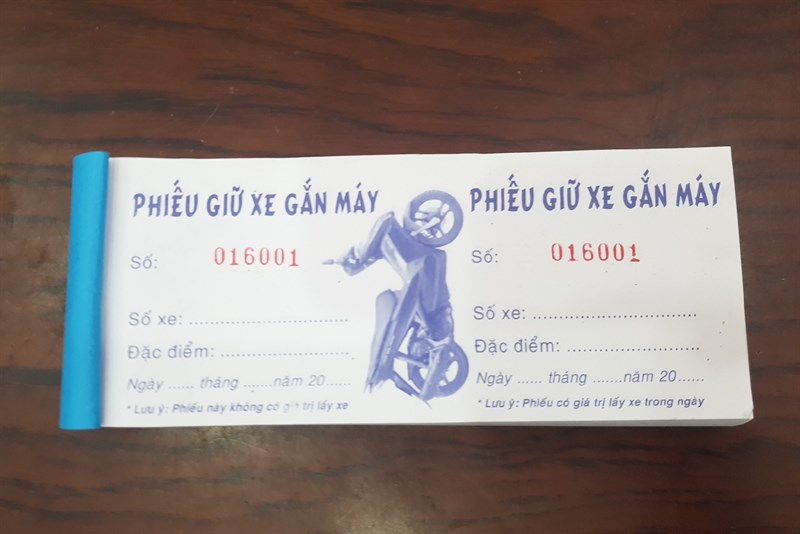 PHIẾU GIỮ XE GẮN MÁY
Số: 016001
Số xe: ................................
Đặc điểm: ..........................
Ngày ...... tháng .......năm 20......
* Lưu ý: Phiếu này không có giá trị lấy xe
PHIẾU GIỮ XE GẮN MÁY
Số: 016001
Số xe: .................................
Đặc điểm: ...........................
Ngày ...... tháng .......năm 20......
* Lưu ý: Phiếu có giá trị lấy xe trong ngày